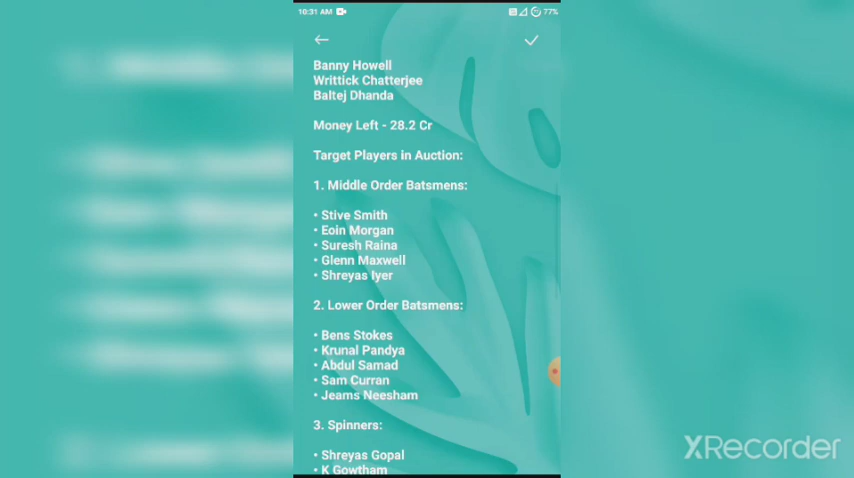 10:31 AM 77%
Banny Howell
Writtick Chatterjee
Baltej Dhanda
Money Left - 28.2 Cr
Target Players in Auction:
1. Middle Order Batsmens:
• Stive Smith
• Eoin Morgan
• Suresh Raina
• Glenn Maxwell
• Shreyas Iyer
2. Lower Order Batsmens:
• Bens Stokes
• Krunal Pandya
• Abdul Samad
• Sam Curran
• Jeams Neesham
3. Spinners:
• Shreyas Gopal
• K Gowtham
XRecorder